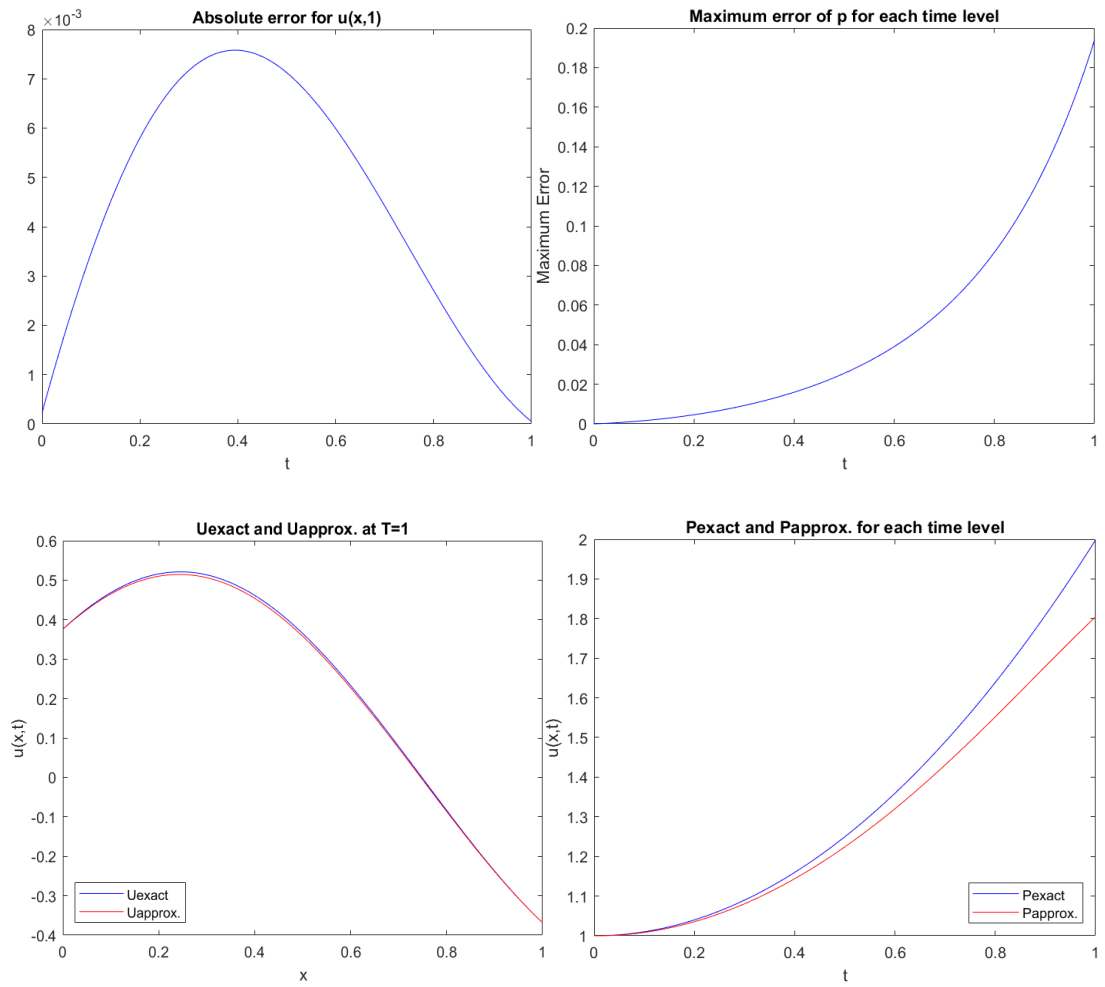 Absolute error for u(x,1)
×10-3
8
7
6
5
4
3
2
1
0
0 0.2 0.4 0.6 0.8 1
t
Maximum error of p for each time level
Maximum Error
0.2
0.18
0.16
0.14
0.12
0.1
0.08
0.06
0.04
0.02
0
0 0.2 0.4 0.6 0.8 1
t
Uexact and Uapprox. at T=1
u(x,t)
0.6
0.5
0.4
0.3
0.2
0.1
0
-0.1
-0.2
-0.3
-0.4
Uexact
Uapprox.
0 0.2 0.4 0.6 0.8 1
x
Pexact and Papprox. for each time level
u(x,t)
2
1.9
1.8
1.7
1.6
1.5
1.4
1.3
1.2
1.1
1
Pexact
Papprox.
0 0.2 0.4 0.6 0.8 1
t